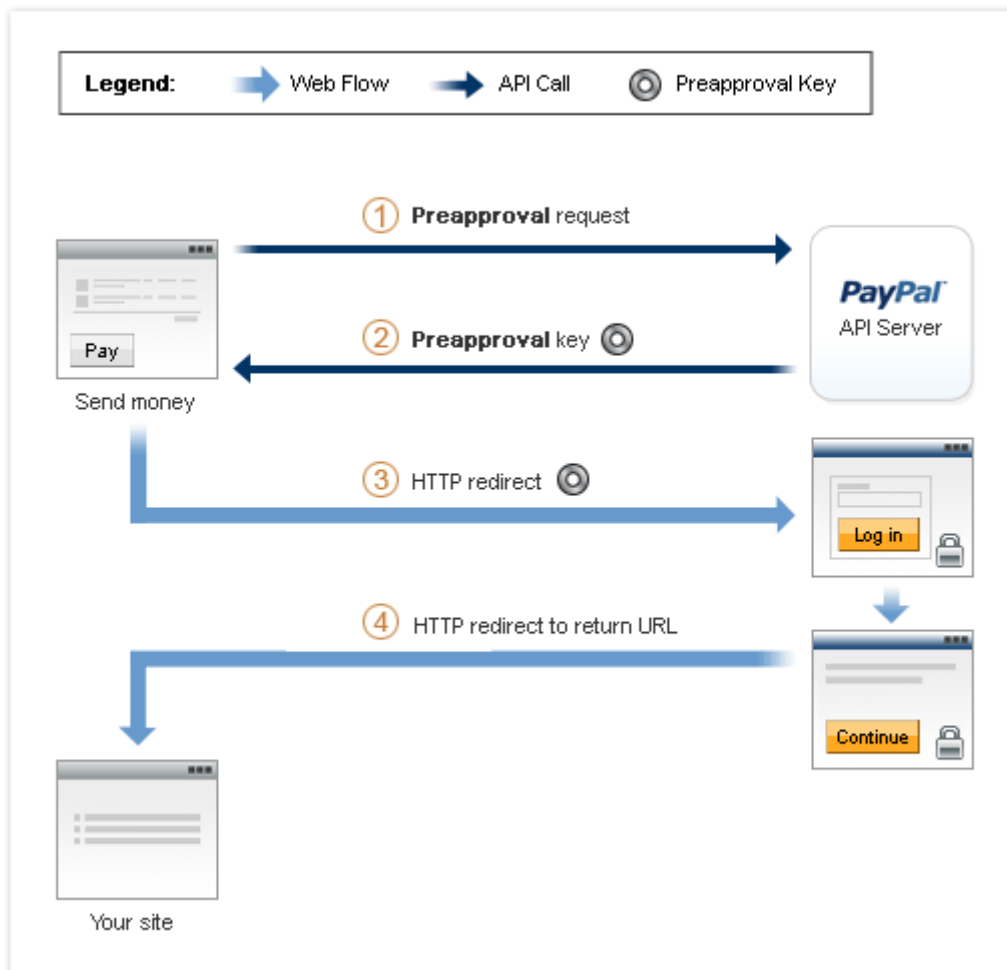 Legend: Web Flow API Call Preapproval Key
1 Preapproval request
PayPal
API Server
2 Preapproval key
Pay
Send money
3 HTTP redirect
Log in
4 HTTP redirect to return URL
Continue
Your site